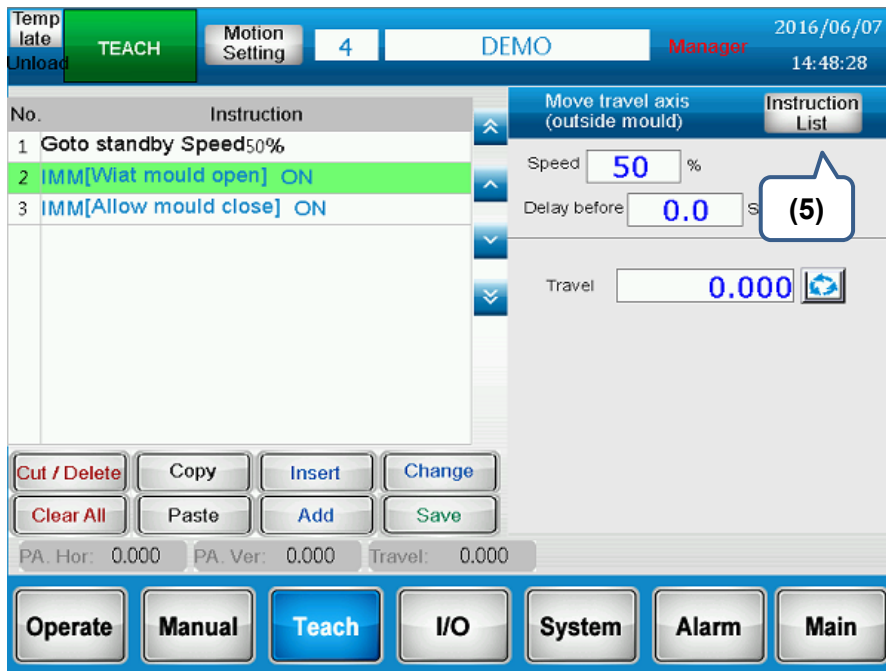 Temp
late
Unload
TEACH
Motion
Setting
4
DEMO
Manager
2016/06/07
14:48:28
No. Instruction
1 Goto standby Speed50%
2 IMM[Wiat mould open] ON
3 IMM[Allow mould close] ON
Move travel axis
(outside mould)
Instruction
List
Speed 50 %
Delay before 0.0 S
(5)
Travel 0.000
Cut / Delete Copy Insert Change
Clear All Paste Add Save
PA. Hor: 0.000 PA. Ver: 0.000 Travel: 0.000
Operate Manual Teach I/O System Alarm Main